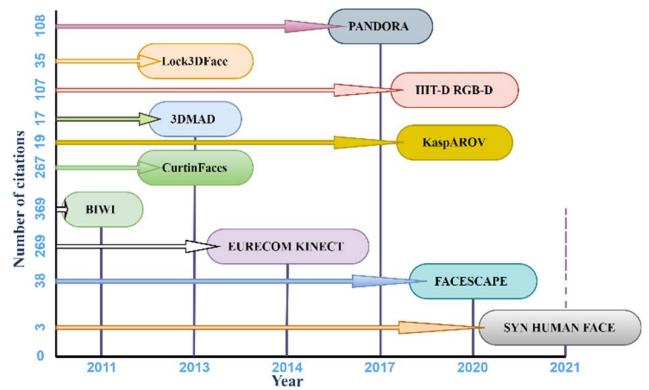 108
PANDORA
35
Lock3DFace
107
IIIT-D RGB-D
17
3DMAD
19
KaspAROV
267
CurtinFaces
369
BIWI
269
EURECOM KINECT
38
FACESCAPE
3
SYN HUMAN FACE
0
Number of citations
2011 2013 2014 2017 2020 2021
Year